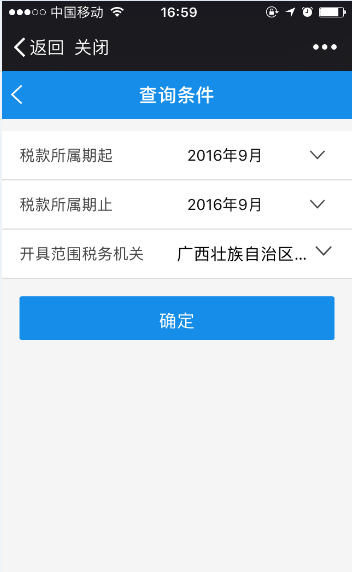 中国移动 16:59
返回 关闭
查询条件
税款所属期起 2016年9月
税款所属期止 2016年9月
开具范围税务机关 广西壮族自治区...
确定